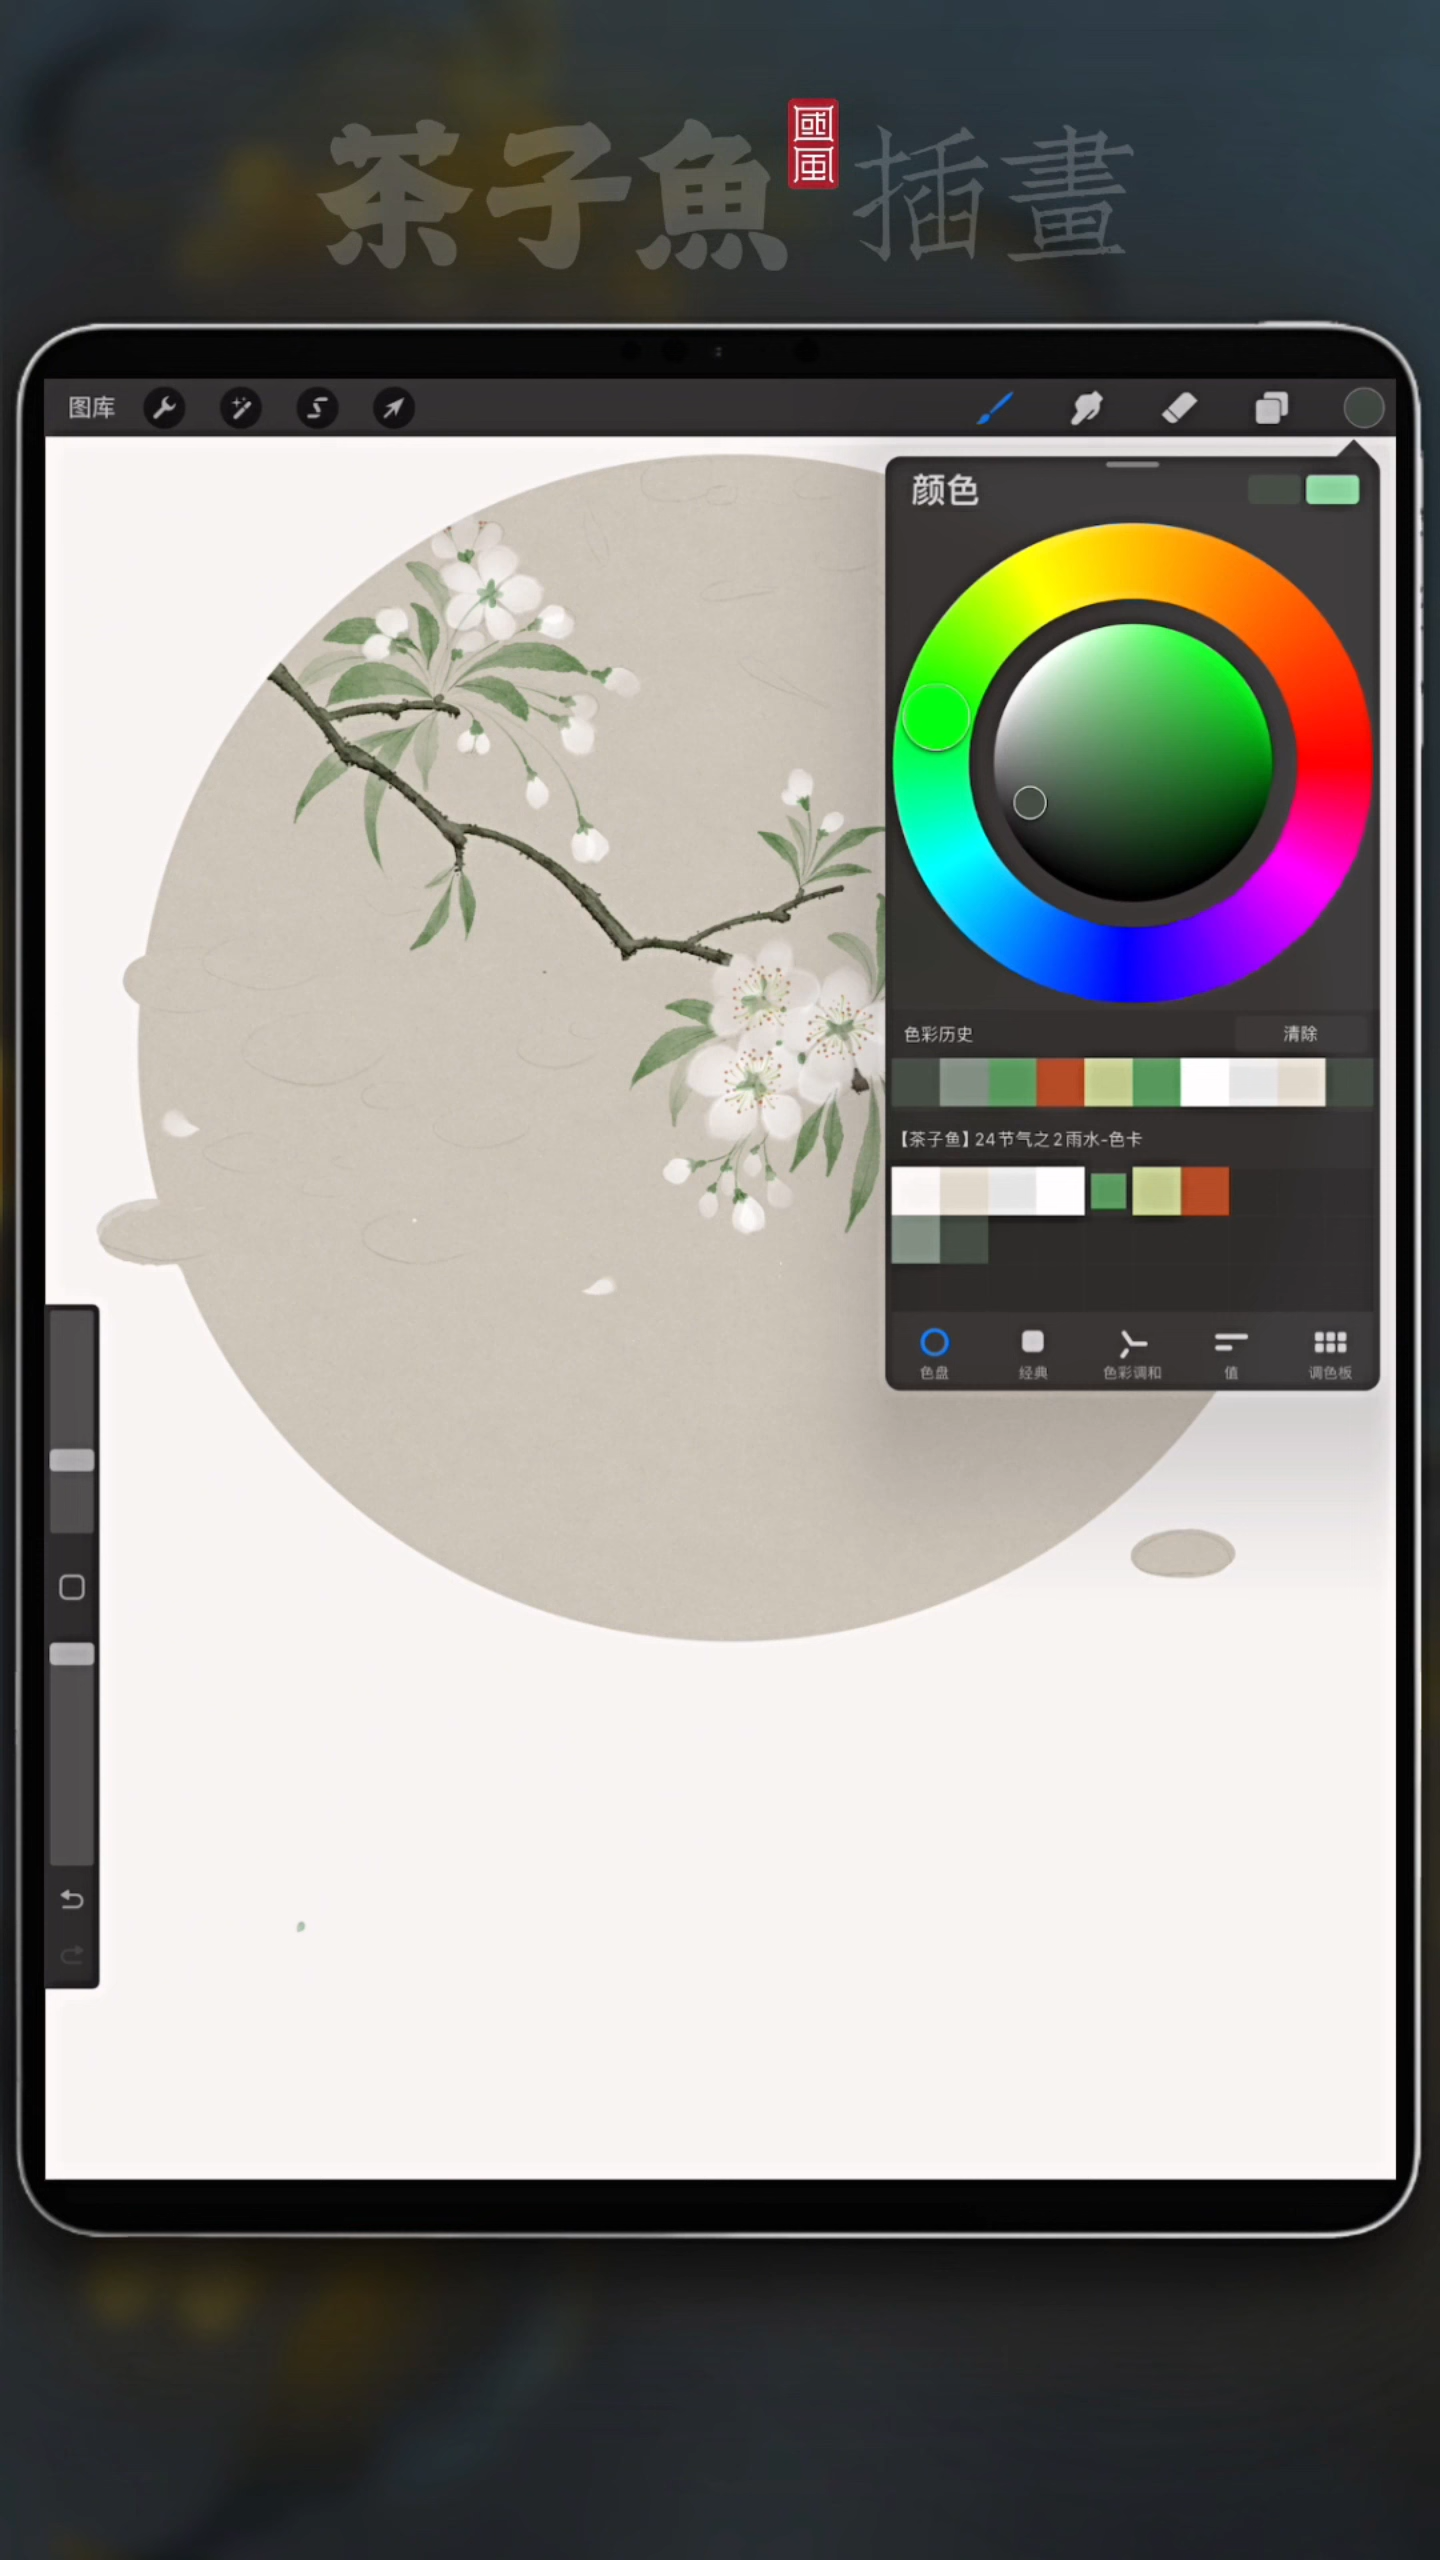 茶子魚 國風 插畫
图库
颜色
色彩历史 清除
【茶子鱼】24节气之2雨水-色卡
色盘 经典 色彩调和 值 调色板